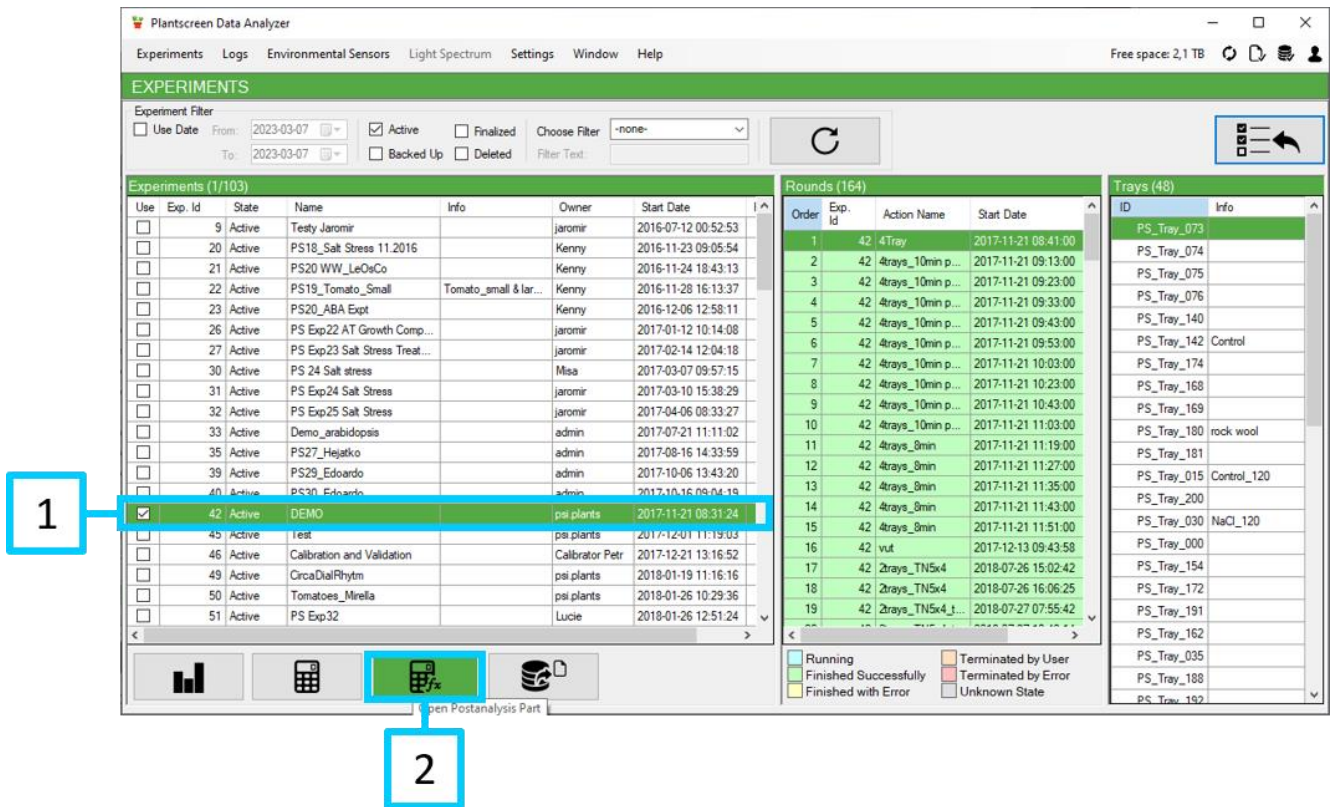 Plantscreen Data Analyzer
Experiments Logs Environmental Sensors Light Spectrum Settings Window Help Free space: 2,1 TB
EXPERIMENTS
Experiment Filter
Use Date From: 2023-03-07 Active Finalized Choose Filter -none-
To: 2023-03-07 Backed Up Deleted Filter Text:
Experiments (1/103)
Use Exp. Id State Name Info Owner Start Date
9 Active Testy Jaromir jaromir 2016-07-12 00:52:53
20 Active PS18_Salt Stress 11.2016 Kenny 2016-11-23 09:05:54
21 Active PS20 WW_LeOsCo Kenny 2016-11-24 18:43:13
22 Active PS19_Tomato_Small Tomato_small & lar... Kenny 2016-11-28 16:13:37
23 Active PS20_ABA Expt Kenny 2016-12-06 12:58:11
26 Active PS Exp22 AT Growth Comp... jaromir 2017-01-12 10:14:08
27 Active PS Exp23 Salt Stress Treat... jaromir 2017-02-14 12:04:18
30 Active PS 24 Salt stress Misa 2017-03-07 09:57:15
31 Active PS Exp24 Salt Stress jaromir 2017-03-10 15:38:29
32 Active PS Exp25 Salt Stress jaromir 2017-04-06 08:33:27
33 Active Demo_arabidopsis admin 2017-07-21 11:11:02
35 Active PS27_Hejatko admin 2017-08-16 14:33:59
39 Active PS29_Edoardo admin 2017-10-06 13:43:20
40 Active PS30_Edoardo admin 2017-10-16 09:04:19
42 Active DEMO psi.plants 2017-11-21 08:31:24
45 Active Test psi.plants 2017-12-01 11:19:03
46 Active Calibration and Validation Calibrator Petr 2017-12-21 13:16:52
49 Active CircaDialRhytm psi.plants 2018-01-19 11:16:16
50 Active Tomatoes_Mirella psi.plants 2018-01-26 10:29:36
51 Active PS Exp32 Lucie 2018-01-26 12:51:24
Open Postanalysis Part
Rounds (164)
Order Exp. Id Action Name Start Date
1 42 4Tray 2017-11-21 08:41:00
2 42 4trays_10min p... 2017-11-21 09:13:00
3 42 4trays_10min p... 2017-11-21 09:23:00
4 42 4trays_10min p... 2017-11-21 09:33:00
5 42 4trays_10min p... 2017-11-21 09:43:00
6 42 4trays_10min p... 2017-11-21 09:53:00
7 42 4trays_10min p... 2017-11-21 10:03:00
8 42 4trays_10min p... 2017-11-21 10:23:00
9 42 4trays_10min p... 2017-11-21 10:43:00
10 42 4trays_10min p... 2017-11-21 11:03:00
11 42 4trays_8min 2017-11-21 11:19:00
12 42 4trays_8min 2017-11-21 11:27:00
13 42 4trays_8min 2017-11-21 11:35:00
14 42 4trays_8min 2017-11-21 11:43:00
15 42 4trays_8min 2017-11-21 11:51:00
16 42 vut 2017-12-13 09:43:58
17 42 2trays_TN5x4 2018-07-26 15:02:42
18 42 2trays_TN5x4 2018-07-26 16:06:25
19 42 2trays_TN5x4_t... 2018-07-27 07:55:42
Running Terminated by User
Finished Successfully Terminated by Error
Finished with Error Unknown State
Trays (48)
ID Info
PS_Tray_073
PS_Tray_074
PS_Tray_075
PS_Tray_076
PS_Tray_140
PS_Tray_142 Control
PS_Tray_174
PS_Tray_168
PS_Tray_169
PS_Tray_180 rock wool
PS_Tray_181
PS_Tray_015 Control_120
PS_Tray_200
PS_Tray_030 NaCl_120
PS_Tray_000
PS_Tray_154
PS_Tray_172
PS_Tray_191
PS_Tray_162
PS_Tray_035
PS_Tray_188
PS_Tray_192
1
2